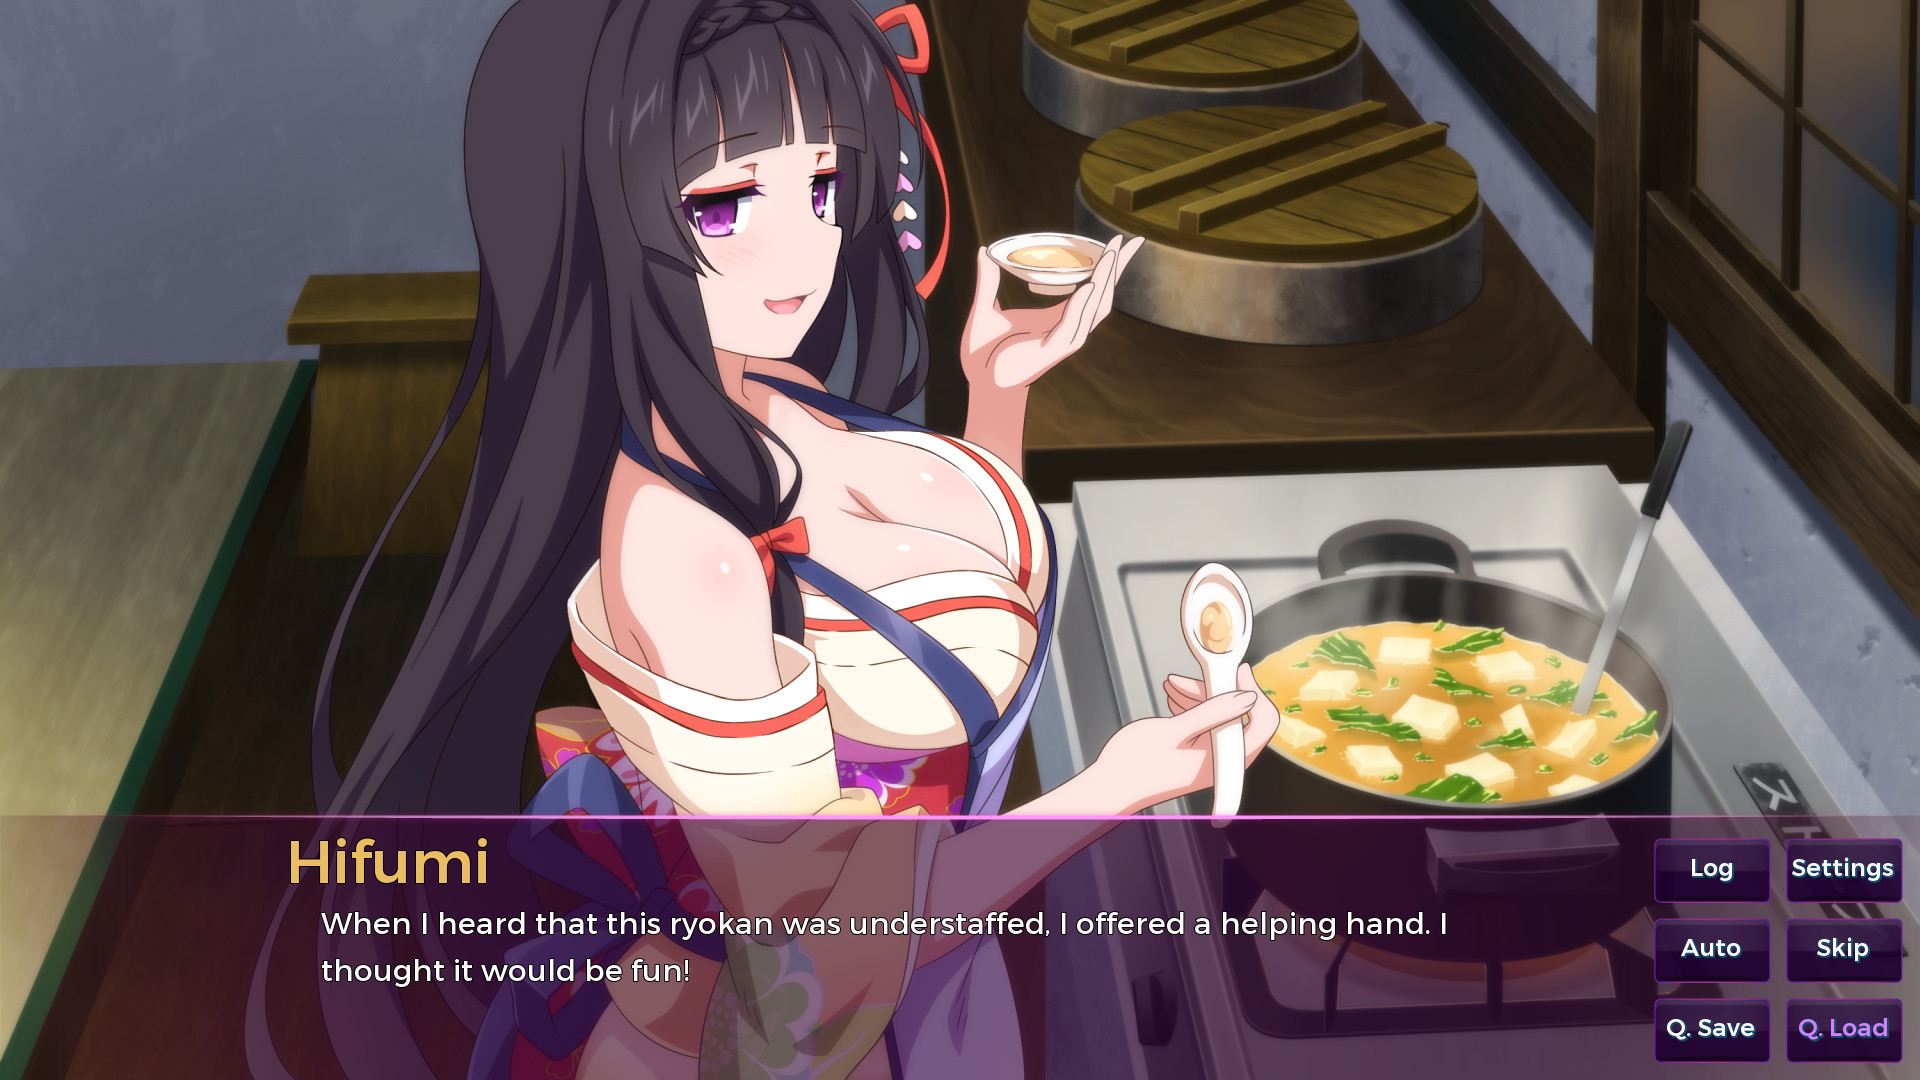 Hifumi
When I heard that this ryokan was understaffed, I offered a helping hand. I
thought it would be fun!
Log
Settings
Auto
Skip
Q. Save
Q. Load